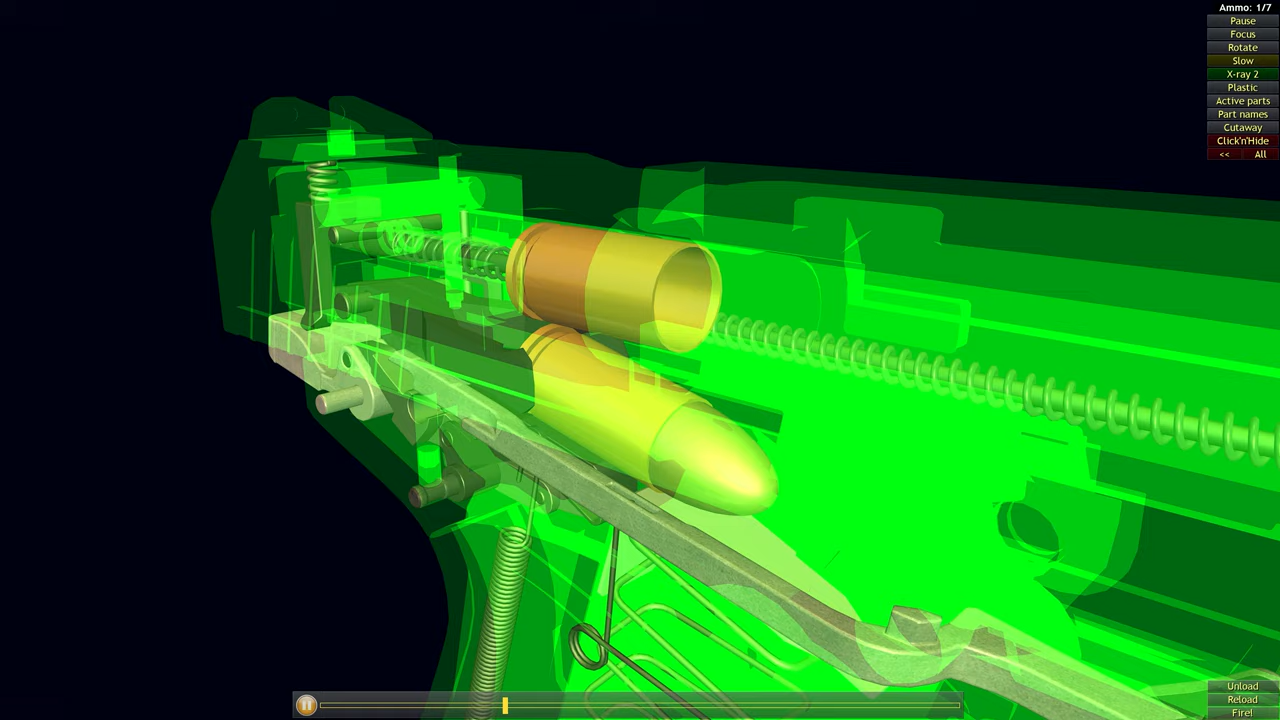 Ammo: 1/7
Pause
Focus
Rotate
Slow
X-ray 2
Plastic
Active parts
Part names
Cutaway
Click'n'Hide
<< All
Unload
Reload
Fire!